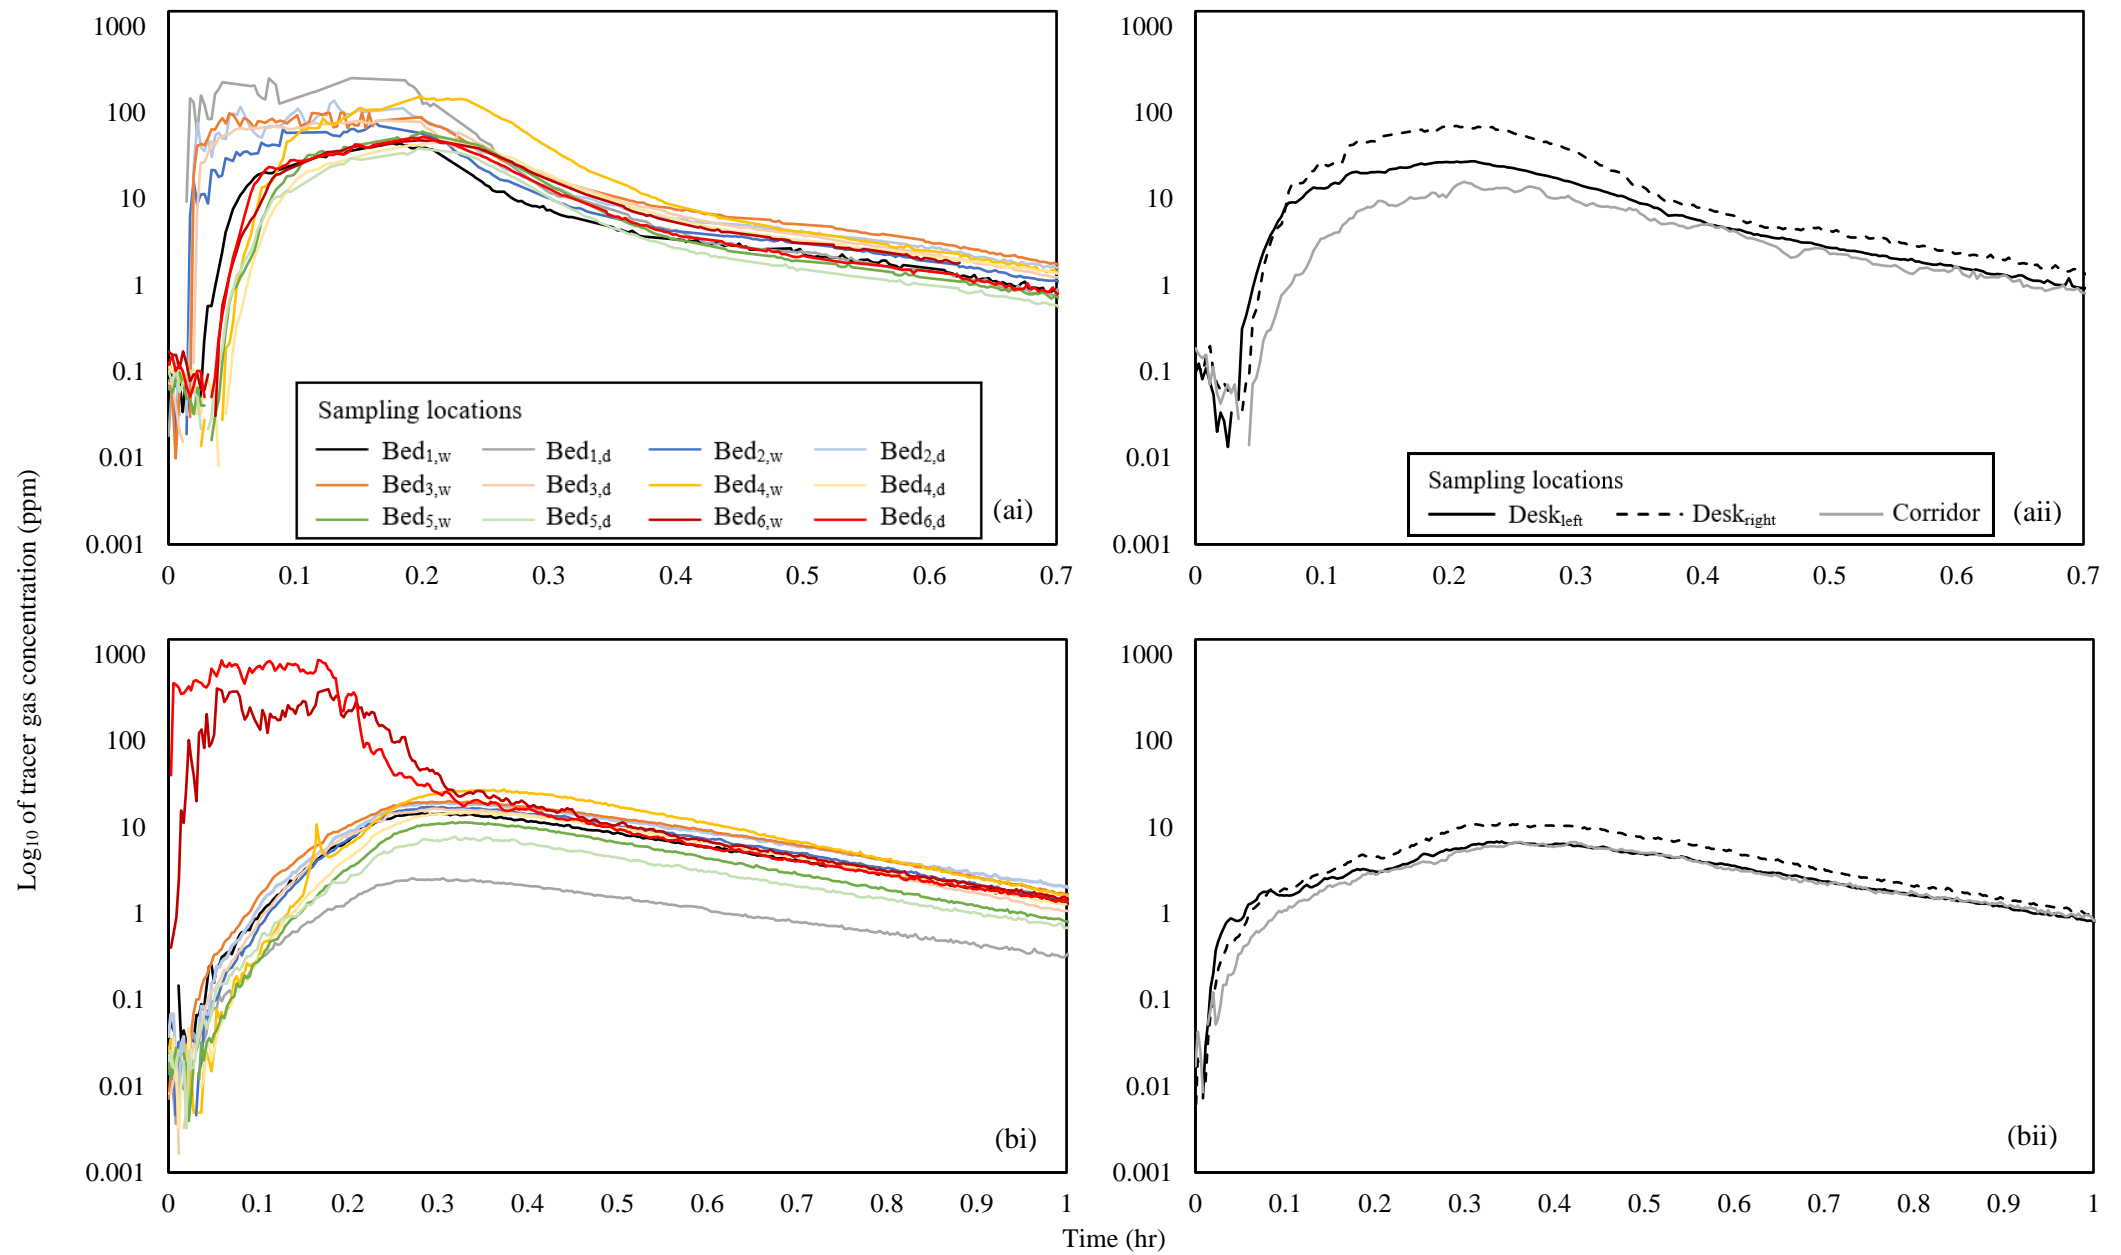 Log₁₀ of tracer gas concentration (ppm)
1000
100
10
1
0.1
0.01
0.001
0 0.1 0.2 0.3 0.4 0.5 0.6 0.7
Sampling locations
Bed1,w Bed1,d Bed2,w Bed2,d
Bed3,w Bed3,d Bed4,w Bed4,d
Bed5,w Bed5,d Bed6,w Bed6,d
(ai)
1000
100
10
1
0.1
0.01
0.001
0 0.1 0.2 0.3 0.4 0.5 0.6 0.7
Sampling locations
Deskleft Deskright Corridor
(aii)
1000
100
10
1
0.1
0.01
0.001
0 0.1 0.2 0.3 0.4 0.5 0.6 0.7 0.8 0.9 1
(bi)
1000
100
10
1
0.1
0.01
0.001
0 0.1 0.2 0.3 0.4 0.5 0.6 0.7 0.8 0.9 1
(bii)
Time (hr)